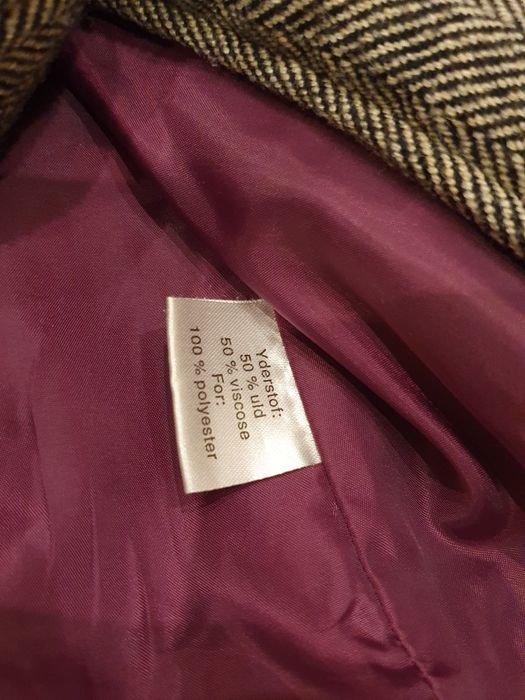 Yderstof:
50 % uld
50 % viscose
For:
100 % polyester